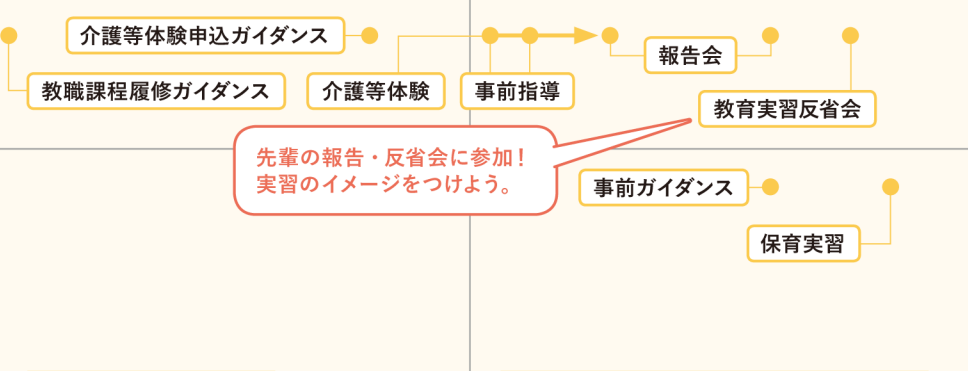 介護等体験申込ガイダンス
報告会
教職課程履修ガイダンス
介護等体験
事前指導
教育実習反省会
先輩の報告・反省会に参加！
実習のイメージをつけよう。
事前ガイダンス
保育実習